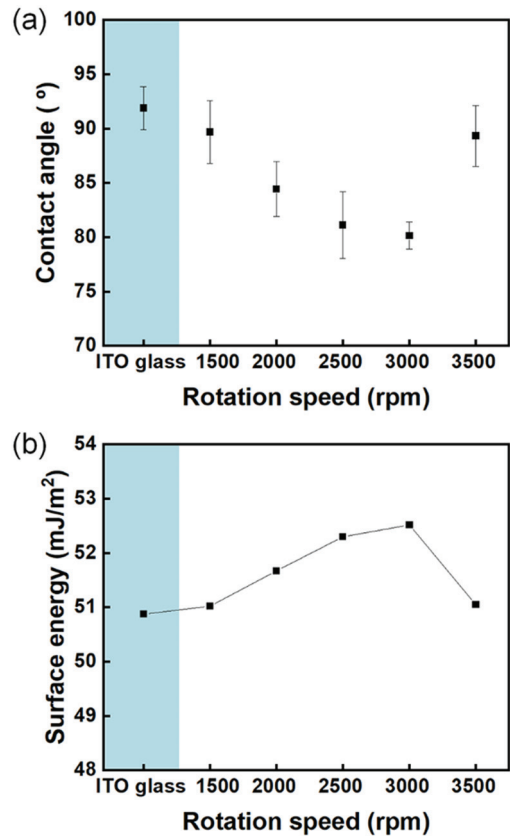 (a)
100
95
90
85
80
75
70
Contact angle ( º)
ITO glass 1500 2000 2500 3000 3500
Rotation speed (rpm)
(b)
54
53
52
51
50
49
48
Surface energy (mJ/m²)
ITO glass 1500 2000 2500 3000 3500
Rotation speed (rpm)